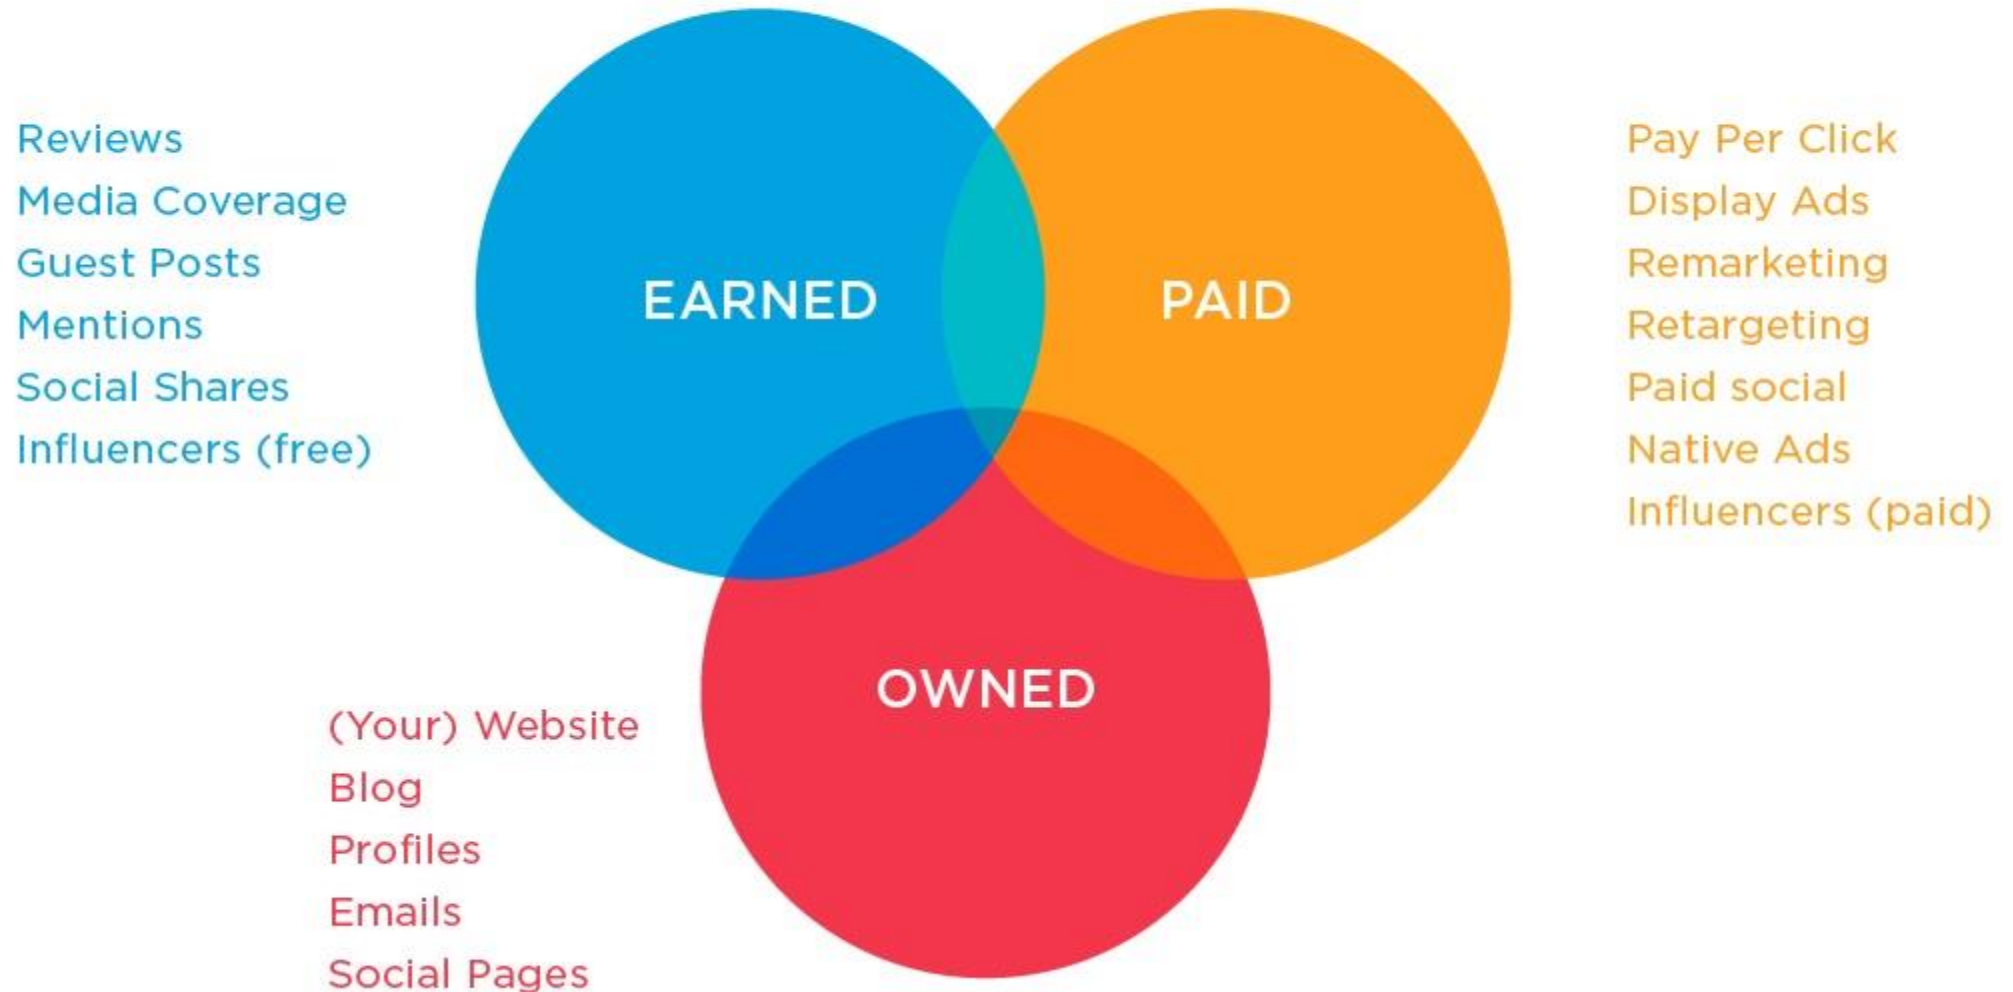 Reviews
Media Coverage
Guest Posts
Mentions
Social Shares
Influencers (free)
EARNED
PAID
Pay Per Click
Display Ads
Remarketing
Retargeting
Paid social
Native Ads
Influencers (paid)
OWNED
(Your) Website
Blog
Profiles
Emails
Social Pages